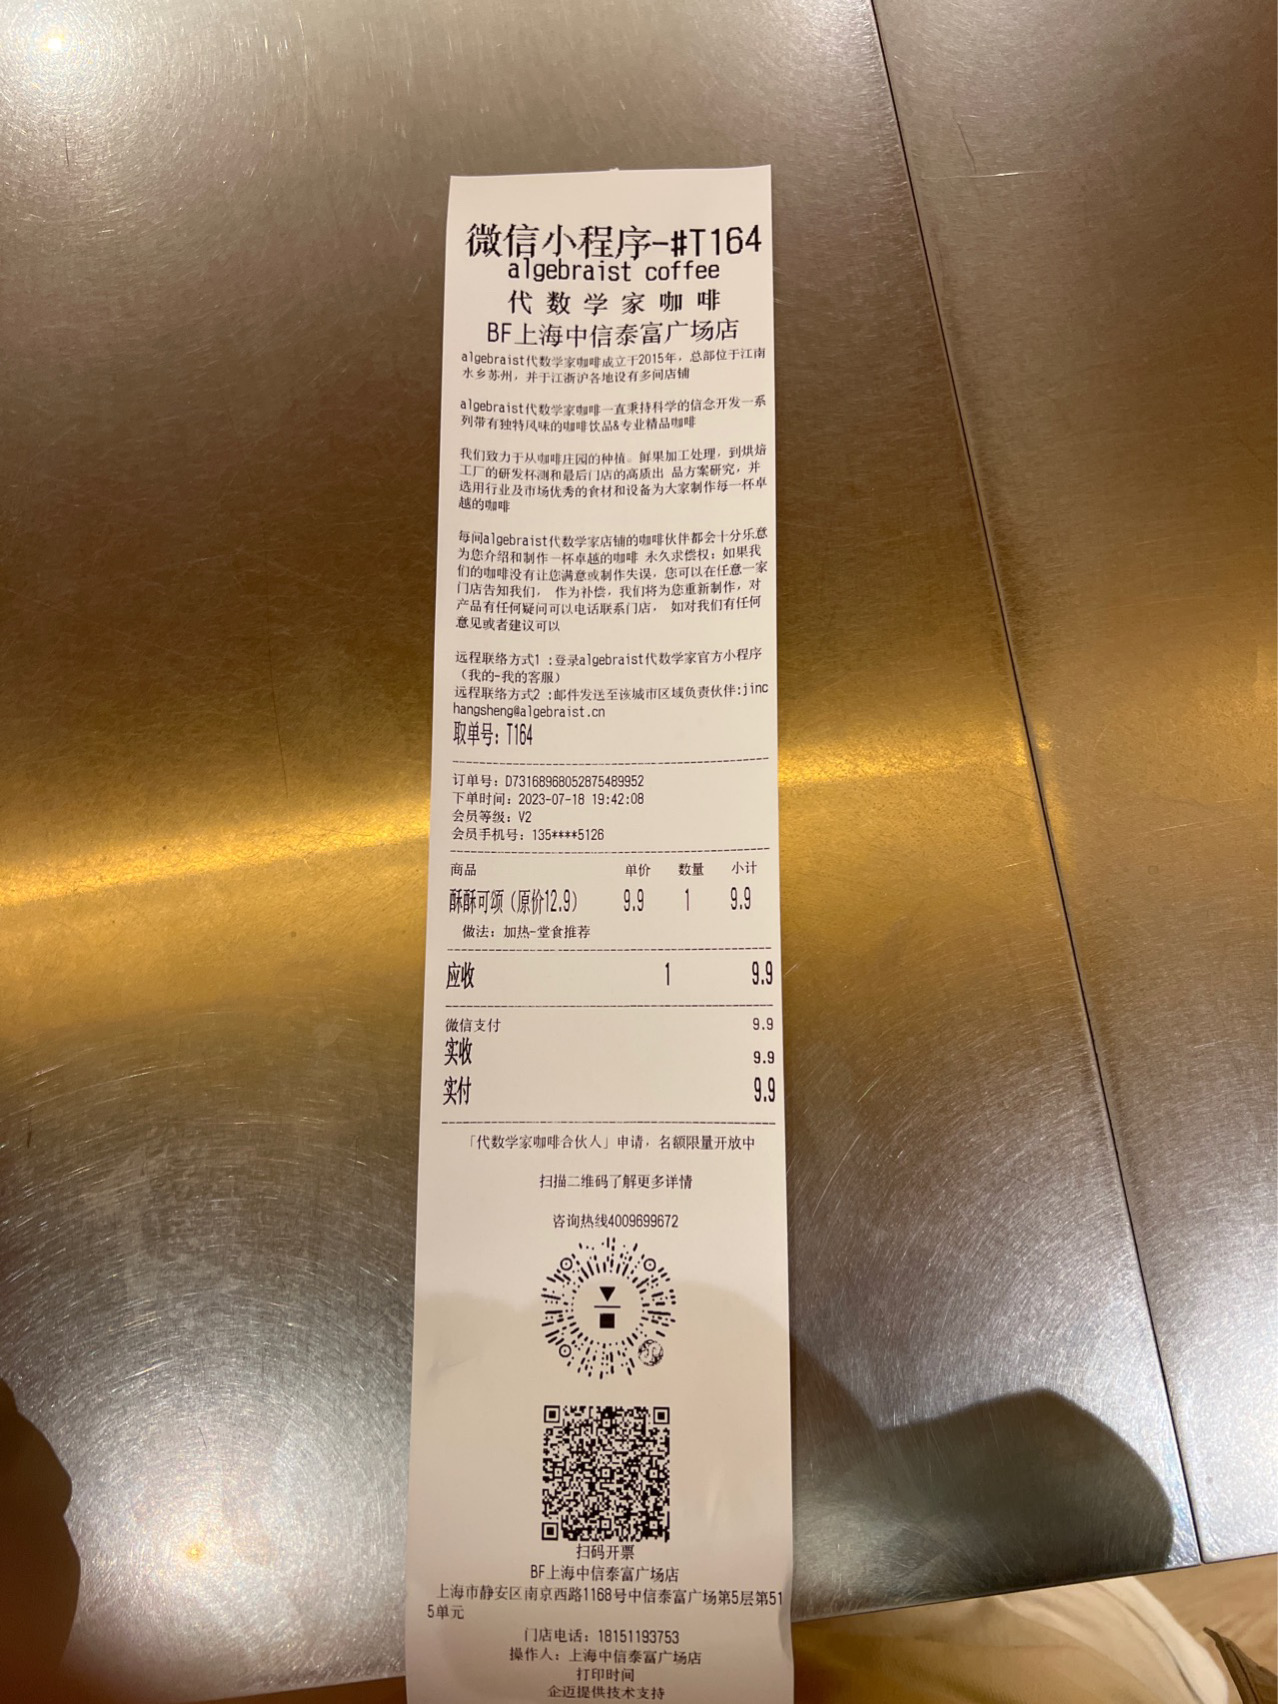 微信小程序-#T164
algebraist coffee
代数学家咖啡
BF上海中信泰富广场店
algebraist代数学家咖啡成立于2015年，总部位于江南
水乡苏州，并于江浙沪各地设有多间店铺
algebraist代数学家咖啡一直秉持科学的信念开发一系
列带有独特风味的咖啡饮品&专业精品咖啡
我们致力于从咖啡庄园的种植。鲜果加工处理，到烘焙
工厂的研发杯测和最后门店的高质出 品方案研究，并
选用行业及市场优秀的食材和设备为大家制作每一杯卓
越的咖啡
每间algebraist代数学家店铺的咖啡伙伴都会十分乐意
为您介绍和制作一杯卓越的咖啡 永久求偿权：如果我
们的咖啡没有让您满意或制作失误，您可以在任意一家
门店告知我们， 作为补偿，我们将为您重新制作，对
产品有任何疑问可以电话联系门店， 如对我们有任何
意见或者建议可以
远程联络方式1：登录algebraist代数学家官方小程序
（我的-我的客服）
远程联络方式2：邮件发送至该城市区域负责伙伴:jinc
hangsheng@algebraist.cn
取单号：T164
订单号：D73168968052875489952
下单时间：2023-07-18 19:42:08
会员等级：V2
会员手机号：135****5126
商品 单价 数量 小计
酥酥可颂（原价12.9） 9.9 1 9.9
做法：加热-堂食推荐
应收 1 9.9
微信支付 9.9
实收 9.9
实付 9.9
「代数学家咖啡合伙人」申请，名额限量开放中
扫描二维码了解更多详情
咨询热线4009699672
扫码开票
BF上海中信泰富广场店
上海市静安区南京西路1168号中信泰富广场第5层第51
5单元
门店电话：18151193753
操作人：上海中信泰富广场店
打印时间
企迈提供技术支持